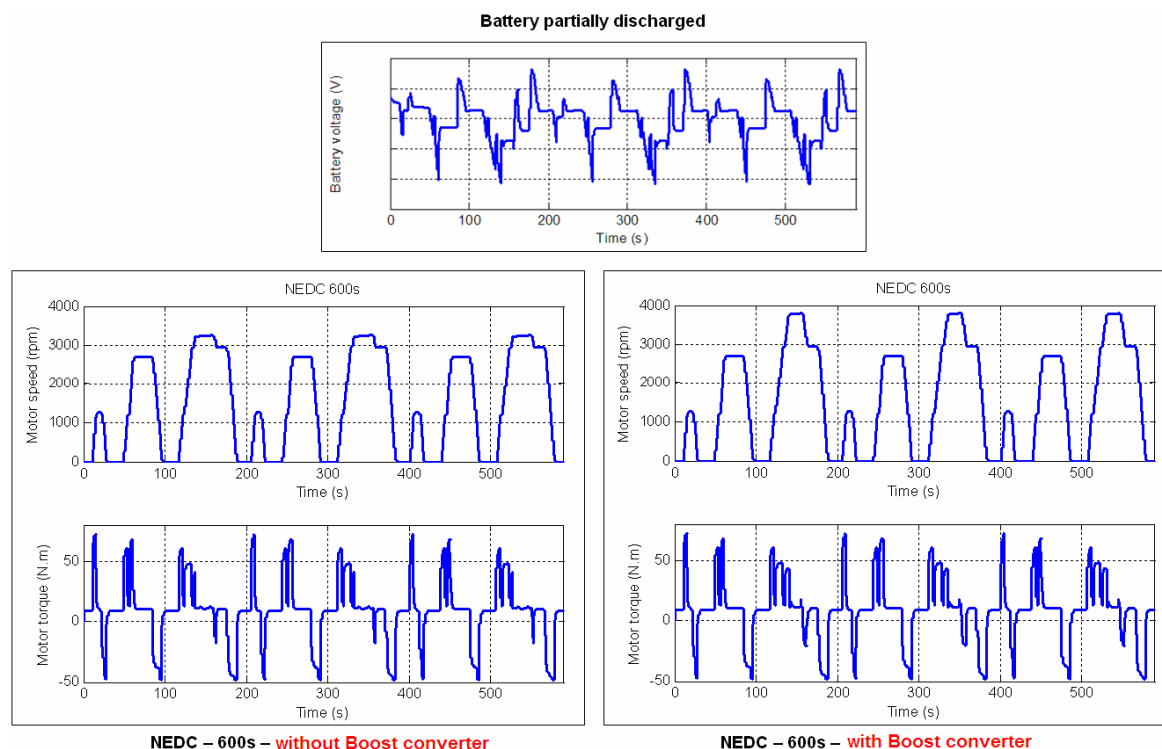 Battery partially discharged
Battery voltage (V)
0 100 200 300 400 500
Time (s)
NEDC 600s
Motor speed (rpm)
4000
3000
2000
1000
0
0 100 200 300 400 500
Time (s)
Motor torque (N.m)
50
0
-50
0 100 200 300 400 500
Time (s)
NEDC – 600s – without Boost converter
NEDC 600s
Motor speed (rpm)
4000
3000
2000
1000
0
0 100 200 300 400 500
Time (s)
Motor torque (N.m)
50
0
-50
0 100 200 300 400 500
Time (s)
NEDC – 600s – with Boost converter